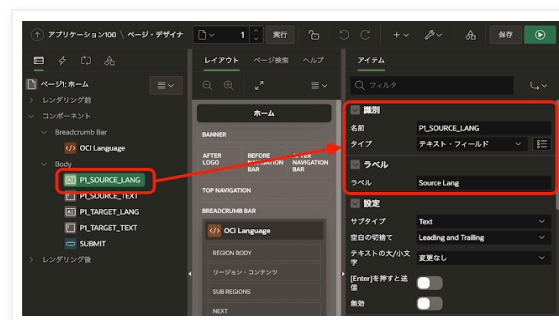 アプリケーション100 \ ページ・デザイナ
1
実行
保存
ページ1: ホーム
レンダリング前
コンポーネント
Breadcrumb Bar
OCI Language
Body
P1_SOURCE_LANG
P1_SOURCE_TEXT
P1_TARGET_LANG
P1_TARGET_TEXT
SUBMIT
レンダリング後
レイアウト ページ検索 ヘルプ
ホーム
BANNER
AFTER LOGO
BEFORE NAVIGATION BAR
AFTER NAVIGATION BAR
TOP NAVIGATION
BREADCRUMB BAR
OCI Language
REGION BODY
リージョン・コンテンツ
SUB REGIONS
NEXT
アイテム
フィルタ
識別
名前 P1_SOURCE_LANG
タイプ テキスト・フィールド
ラベル
ラベル Source Lang
設定
サブタイプ Text
空白の切捨て Leading and Trailing
テキストの大/小文字 変更なし
[Enter]を押すと送信
無効